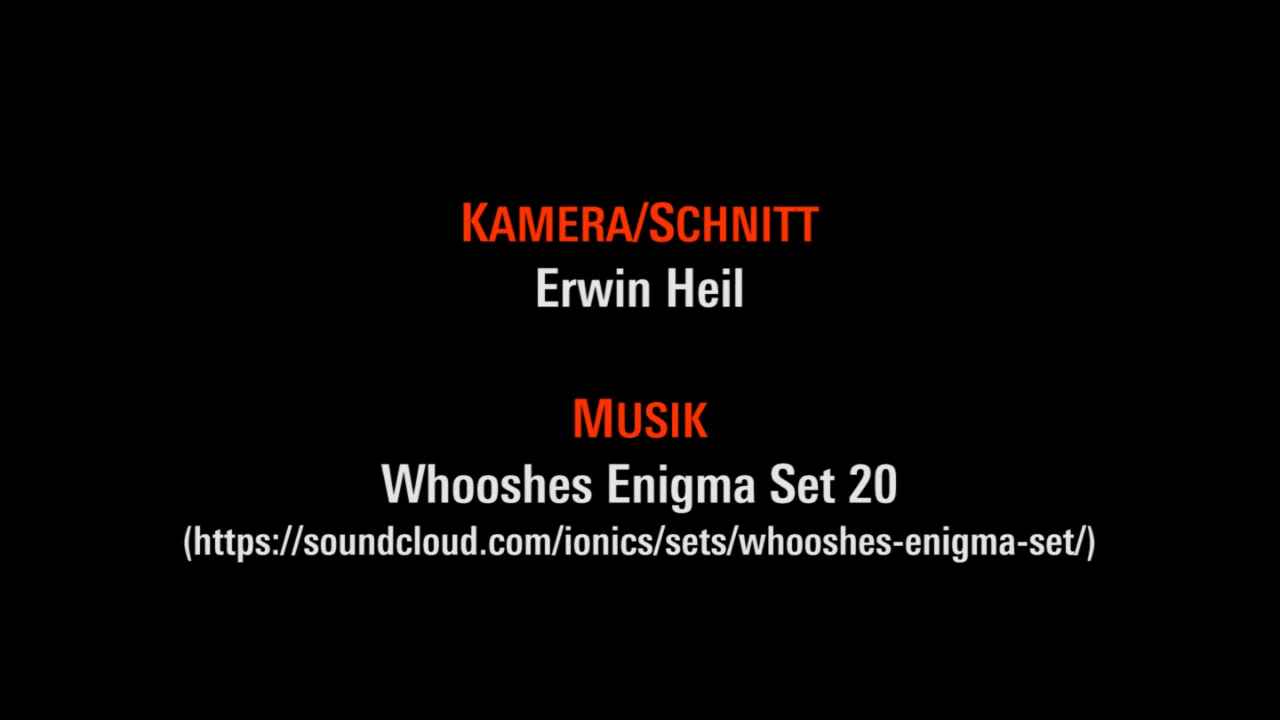 KAMERA/SCHNITT
Erwin Heil
MUSIK
Whooshes Enigma Set 20
(https://soundcloud.com/ionics/sets/whooshes-enigma-set/)